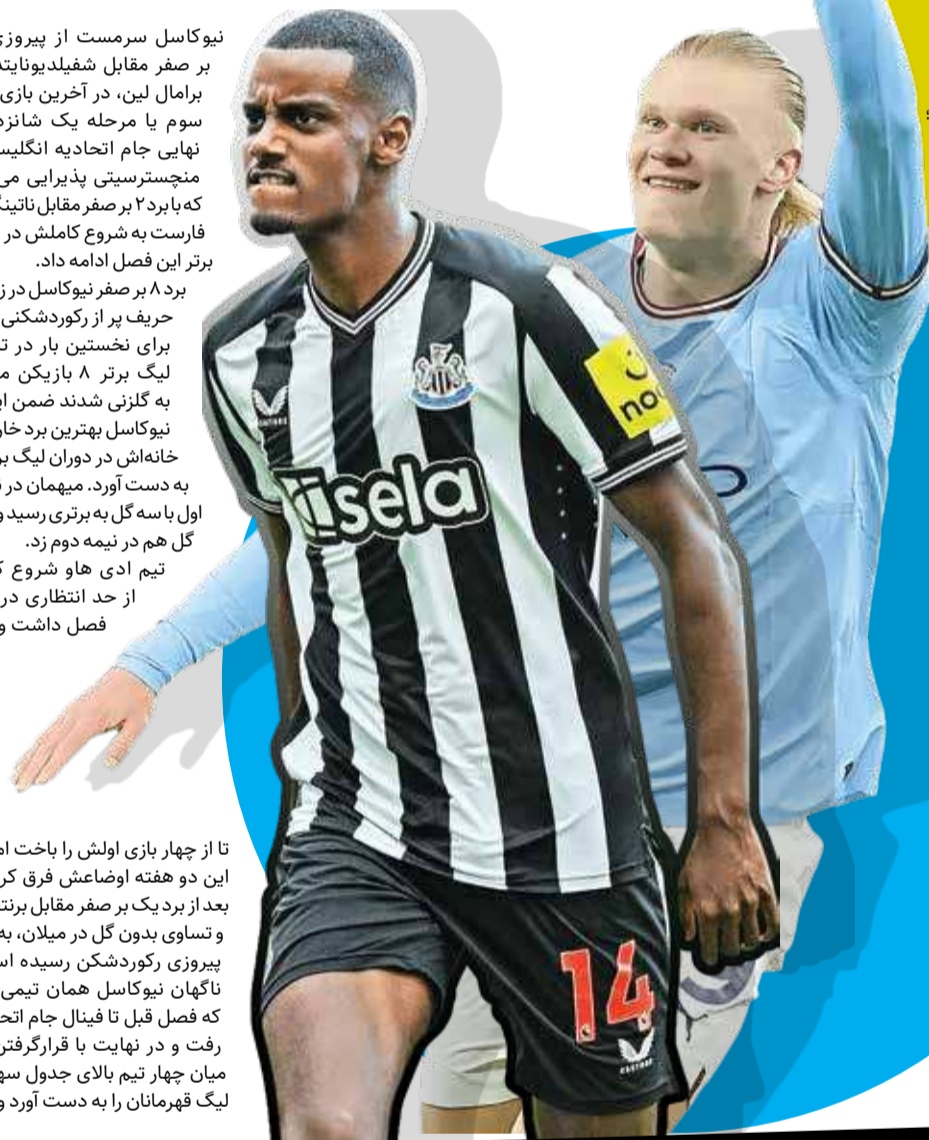 نیوکاسل سرمست از پیروزی
بر صفر مقابل شفیلدیونایتد
برامال لین، در آخرین بازی
سوم یا مرحله یک شانزد
نهایی جام اتحادیه انگلیس
منچسترسیتی پذیرایی می
که با برد ۲ بر صفر مقابل ناتینگ
فارست به شروع کاملش در
برتر این فصل ادامه داد.
برد ۸ بر صفر نیوکاسل در ز
حریف پر از رکوردشکنی
برای نخستین بار در تا
لیگ برتر ۸ بازیکن م
به گلزنی شدند ضمن ای
نیوکاسل بهترین برد خار
خانه‌اش در دوران لیگ بر
به دست آورد. میهمان در ن
اول با سه گل به برتری رسید و
گل هم در نیمه دوم زد.
تیم ادی هاو شروع ک
از حد انتظاری در
فصل داشت و
تا از چهار بازی اولش را باخت ام
این دو هفته اوضاعش فرق کر
بعد از برد یک بر صفر مقابل برنتف
و تساوی بدون گل در میلان، به
پیروزی رکوردشکن رسیده اس
ناگهان نیوکاسل همان تیمی
که فصل قبل تا فینال جام اتحا
رفت و در نهایت با قرارگرفتن
میان چهار تیم بالای جدول سه
لیگ قهرمانان را به دست آورد و
noo
sela
CASTORE
14
CASTORE